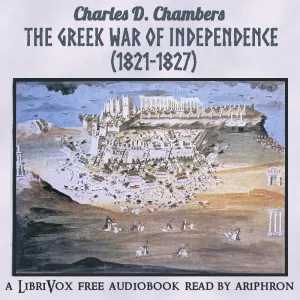 Charles D. Chambers
THE GREEK WAR OF INDEPENDENCE
(1821-1827)
A LIBRIVOX FREE AUDIOBOOK READ BY ARIPHRON